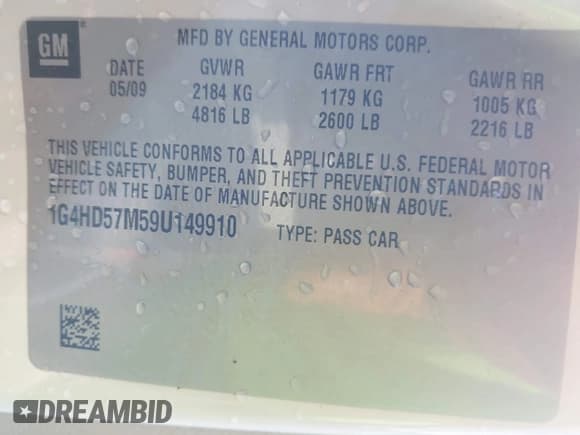 GM
MFD BY GENERAL MOTORS CORP.
DATE GVWR GAWR FRT GAWR RR
05/09 2184 KG 1179 KG 1005 KG
4816 LB 2600 LB 2216 LB
THIS VEHICLE CONFORMS TO ALL APPLICABLE U.S. FEDERAL MOTOR
VEHICLE SAFETY, BUMPER, AND THEFT PREVENTION STANDARDS IN
EFFECT ON THE DATE OF MANUFACTURE SHOWN ABOVE.
1G4HD57M59U149910 TYPE: PASS CAR
DREAMBID